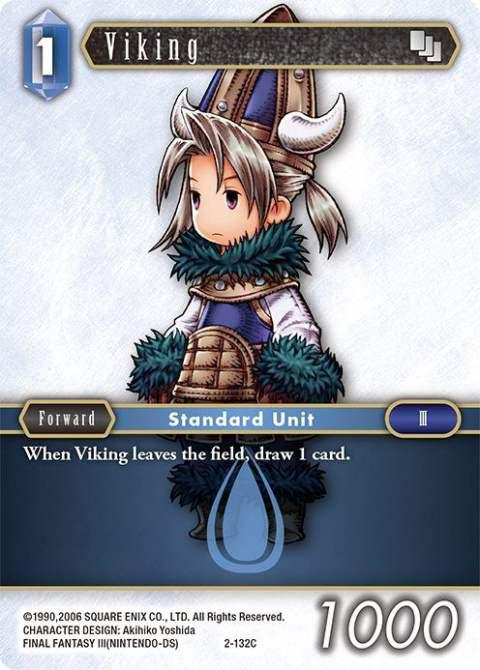 1
Viking
Forward
Standard Unit
III
When Viking leaves the field, draw 1 card.
©1990,2006 SQUARE ENIX CO., LTD. All Rights Reserved.
CHARACTER DESIGN: Akihiko Yoshida
FINAL FANTASY III(NINTENDO-DS)
2-132C
1000